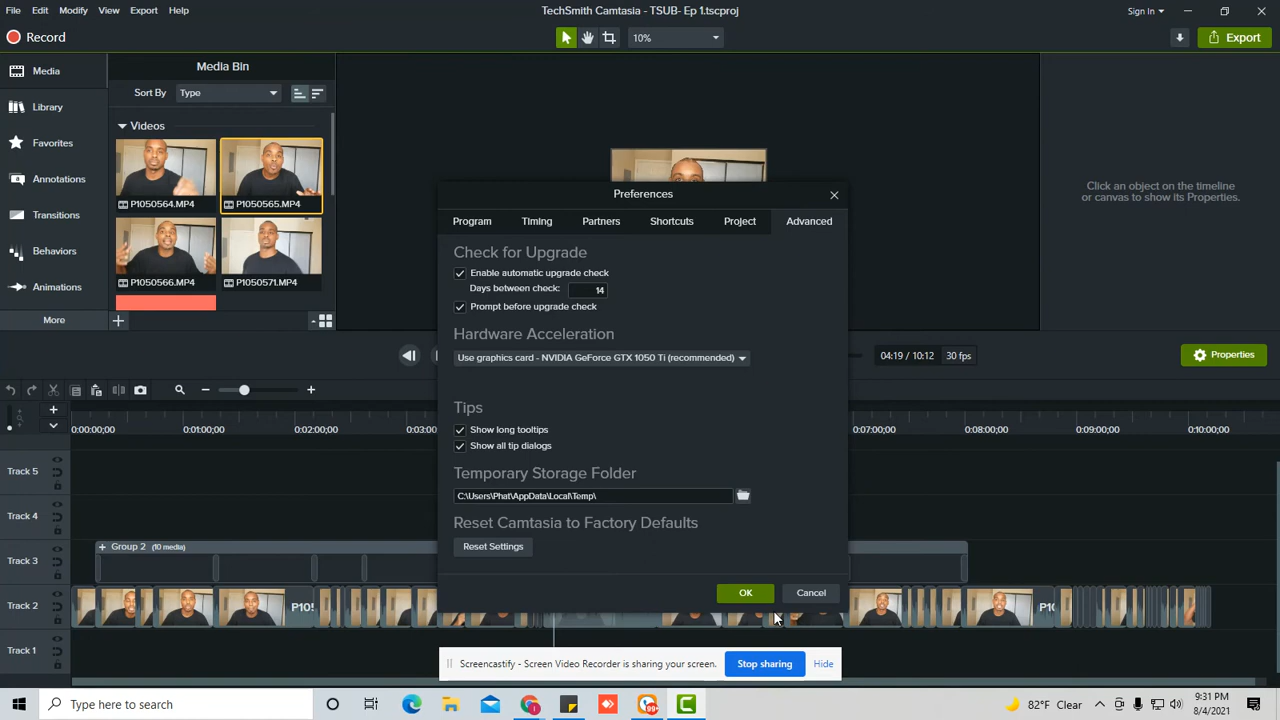 File Edit Modify View Export Help
TechSmith Camtasia - TSUB- Ep 1.tscproj
Sign In
Record
10%
Export
Media
Library
Favorites
Annotations
Transitions
Behaviors
Animations
More
Media Bin
Sort By Type
Videos
P1050564.MP4
P1050565.MP4
P1050566.MP4
P1050571.MP4
Click an object on the timeline
or canvas to show its Properties.
Preferences
Program Timing Partners Shortcuts Project Advanced
Check for Upgrade
Enable automatic upgrade check
Days between check: 14
Prompt before upgrade check
Hardware Acceleration
Use graphics card - NVIDIA GeForce GTX 1050 Ti (recommended)
Tips
Show long tooltips
Show all tip dialogs
Temporary Storage Folder
C:\Users\Phat\AppData\Local\Temp\
Reset Camtasia to Factory Defaults
Reset Settings
OK Cancel
04:19 / 10:12 30 fps
Properties
0:00:00;00 0:01:00;00 0:02:00;00 0:03 0:07:00;00 0:08:00;00 0:09:00;00 0:10:00;00
Track 5
Track 4
Track 3
Group 2 (10 media)
Track 2
Track 1
Screencastify - Screen Video Recorder is sharing your screen. Stop sharing Hide
Type here to search
99+
82°F Clear
9:31 PM
8/4/2021